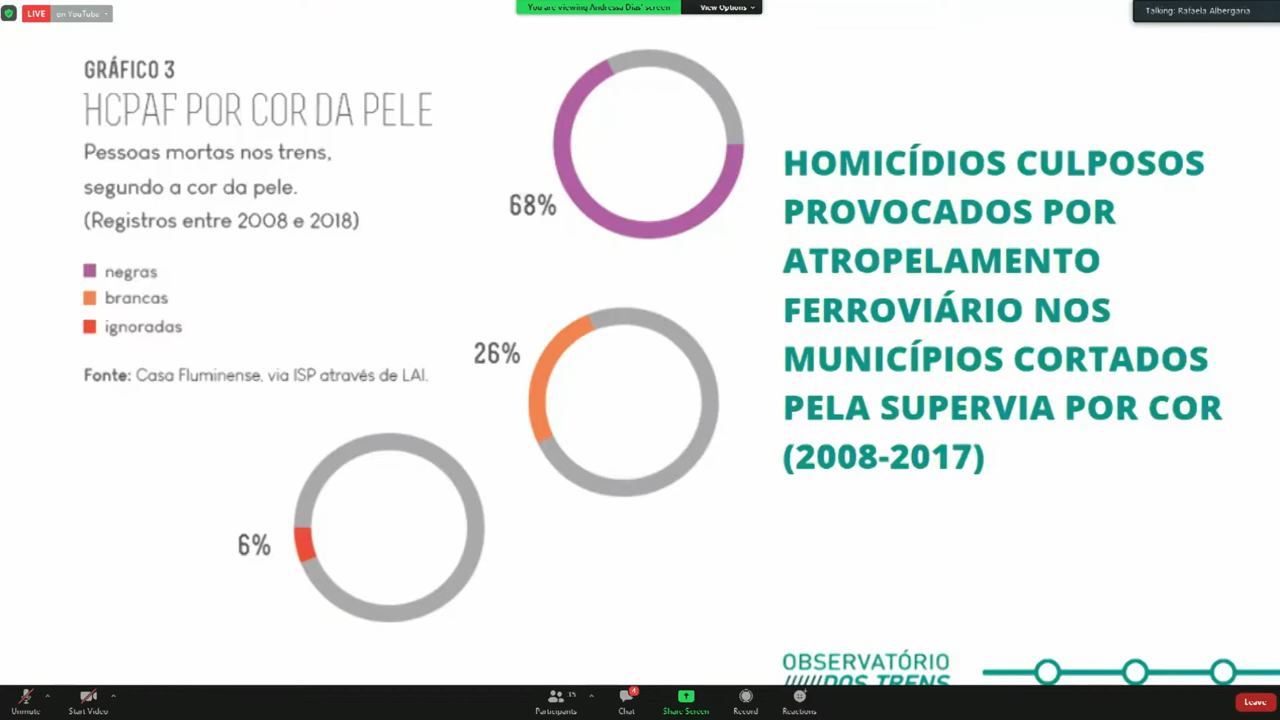 LIVE on YouTube
You are viewing Andressa Dias' screen
View Options
Talking: Rafaela Albergaria
GRÁFICO 3
HCPAF POR COR DA PELE
Pessoas mortas nos trens,
segundo a cor da pele.
(Registros entre 2008 e 2018)
negras
brancas
ignoradas
Fonte: Casa Fluminense, via ISP através de LAI.
68%
26%
6%
HOMICÍDIOS CULPOSOS
PROVOCADOS POR
ATROPELAMENTO
FERROVIÁRIO NOS
MUNICÍPIOS CORTADOS
PELA SUPERVIA POR COR
(2008-2017)
OBSERVATÓRIO
DOS TRENS
Unmute
Start Video
Participants
Chat
4
Share Screen
Record
Reactions
Leave